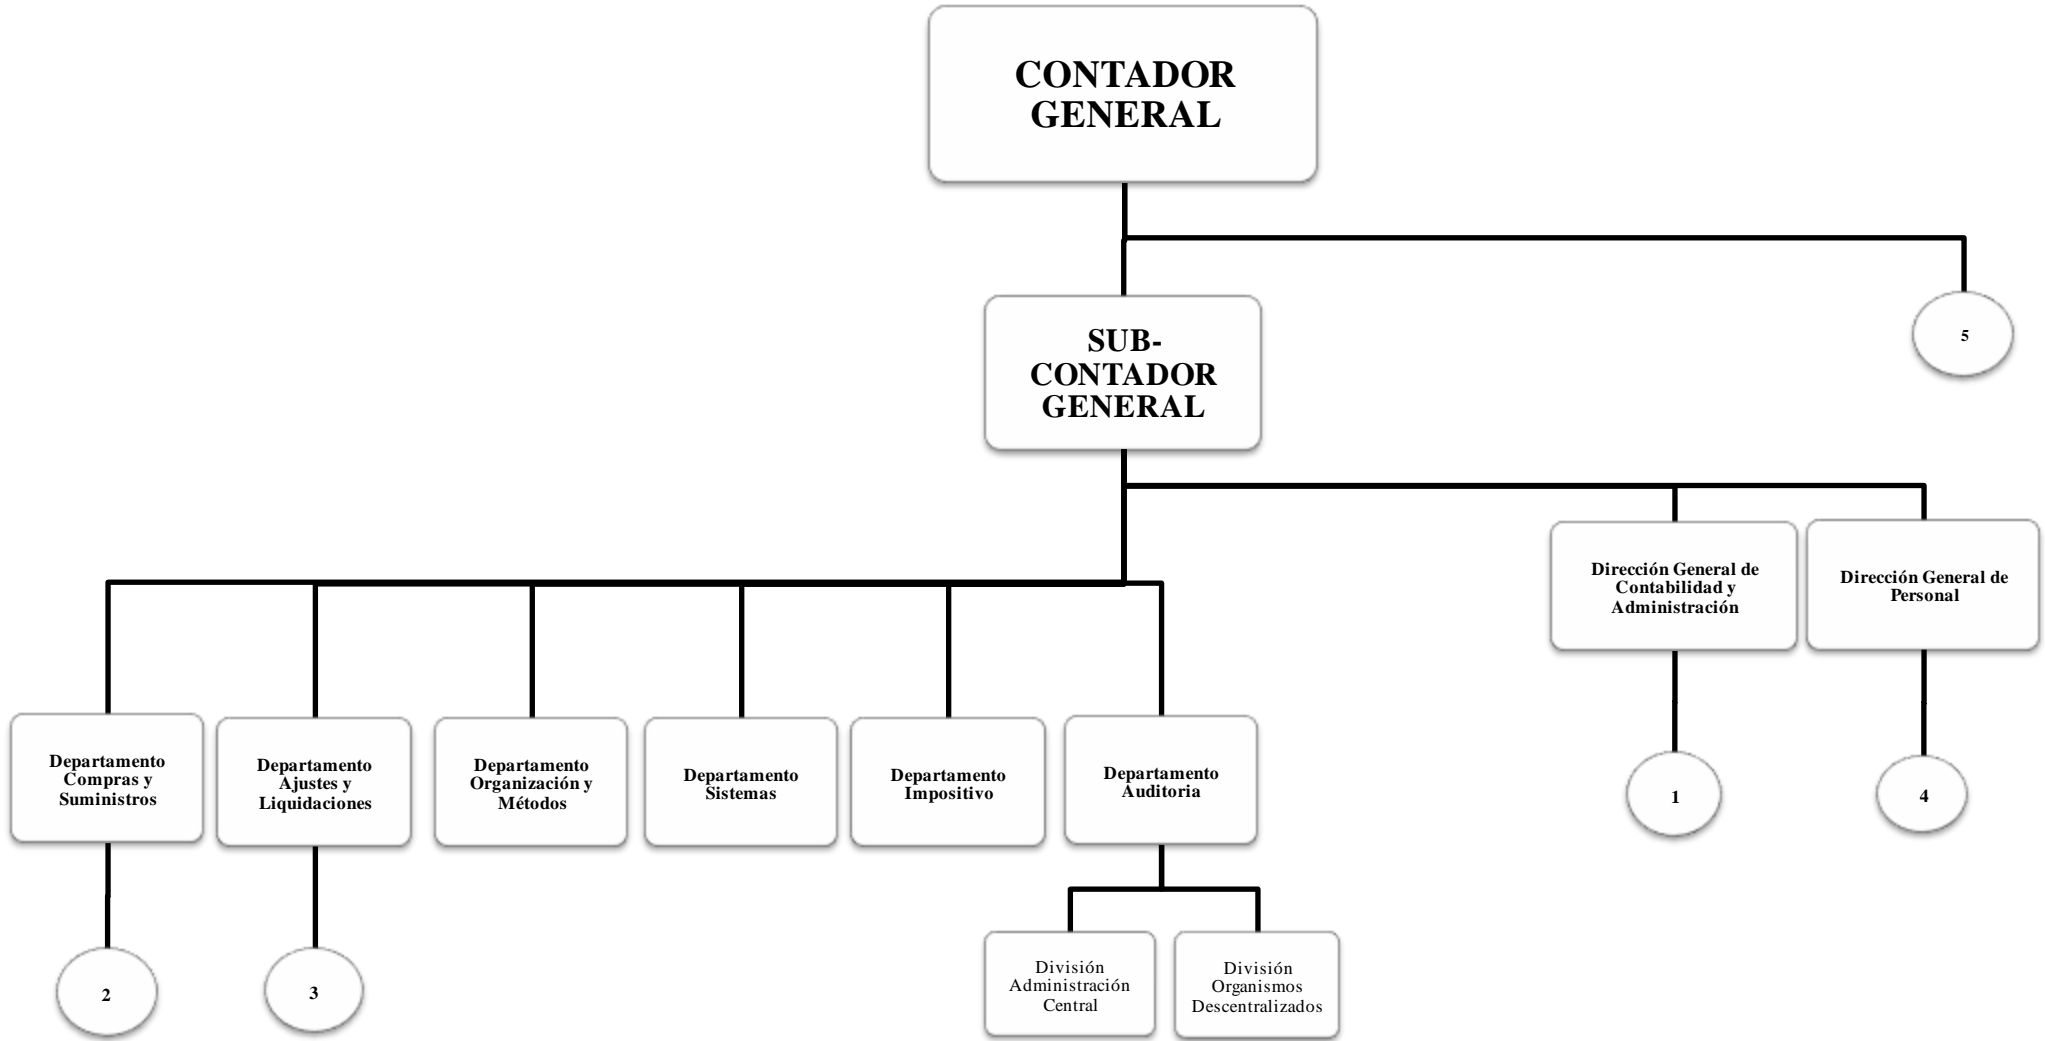 CONTADOR
GENERAL
SUB-
CONTADOR
GENERAL
5
Dirección General de
Contabilidad y
Administración
Dirección General de
Personal
Departamento
Compras y
Suministros
Departamento
Ajustes y
Liquidaciones
Departamento
Organización y
Métodos
Departamento
Sistemas
Departamento
Impositivo
Departamento
Auditoria
1
4
2
3
División
Administración
Central
División
Organismos
Descentralizados